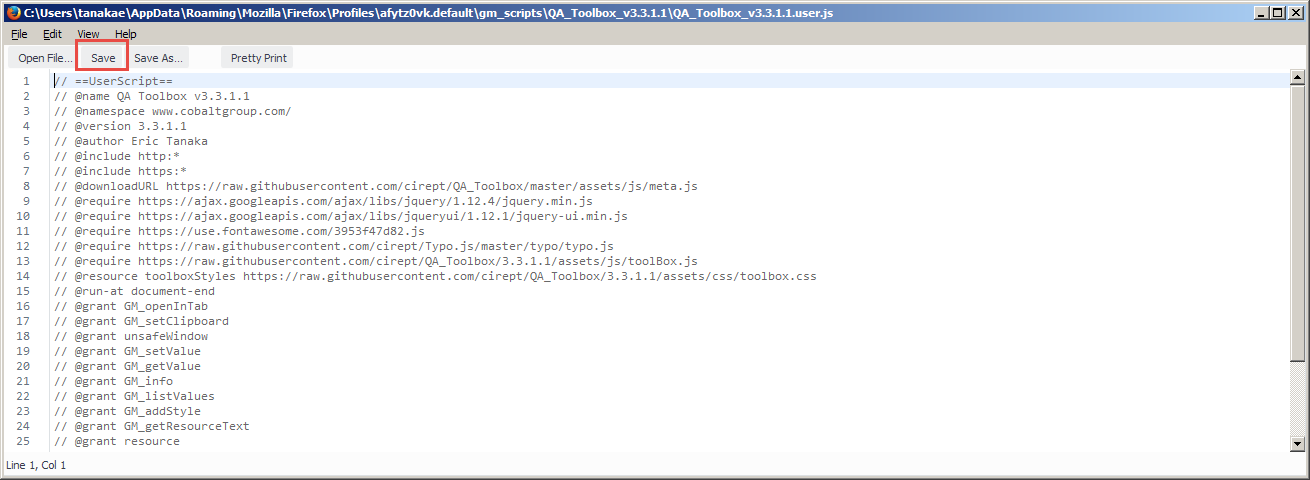 C:\Users\tanakae\AppData\Roaming\Mozilla\Firefox\Profiles\afytz0vk.default\gm_scripts\QA_Toolbox_v3.3.1.1\QA_Toolbox_v3.3.1.1.user.js
File Edit View Help
Open File... Save Save As... Pretty Print
1 // ==UserScript==
2 // @name QA Toolbox v3.3.1.1
3 // @namespace www.cobaltgroup.com/
4 // @version 3.3.1.1
5 // @author Eric Tanaka
6 // @include http:*
7 // @include https:*
8 // @downloadURL https://raw.githubusercontent.com/cirept/QA_Toolbox/master/assets/js/meta.js
9 // @require https://ajax.googleapis.com/ajax/libs/jquery/1.12.4/jquery.min.js
10 // @require https://ajax.googleapis.com/ajax/libs/jqueryui/1.12.1/jquery-ui.min.js
11 // @require https://use.fontawesome.com/3953f47d82.js
12 // @require https://raw.githubusercontent.com/cirept/Typo.js/master/typo/typo.js
13 // @require https://raw.githubusercontent.com/cirept/QA_Toolbox/3.3.1.1/assets/js/toolBox.js
14 // @resource toolboxStyles https://raw.githubusercontent.com/cirept/QA_Toolbox/3.3.1.1/assets/css/toolbox.css
15 // @run-at document-end
16 // @grant GM_openInTab
17 // @grant GM_setClipboard
18 // @grant unsafeWindow
19 // @grant GM_setValue
20 // @grant GM_getValue
21 // @grant GM_info
22 // @grant GM_listValues
23 // @grant GM_addStyle
24 // @grant GM_getResourceText
25 // @grant resource
Line 1, Col 1